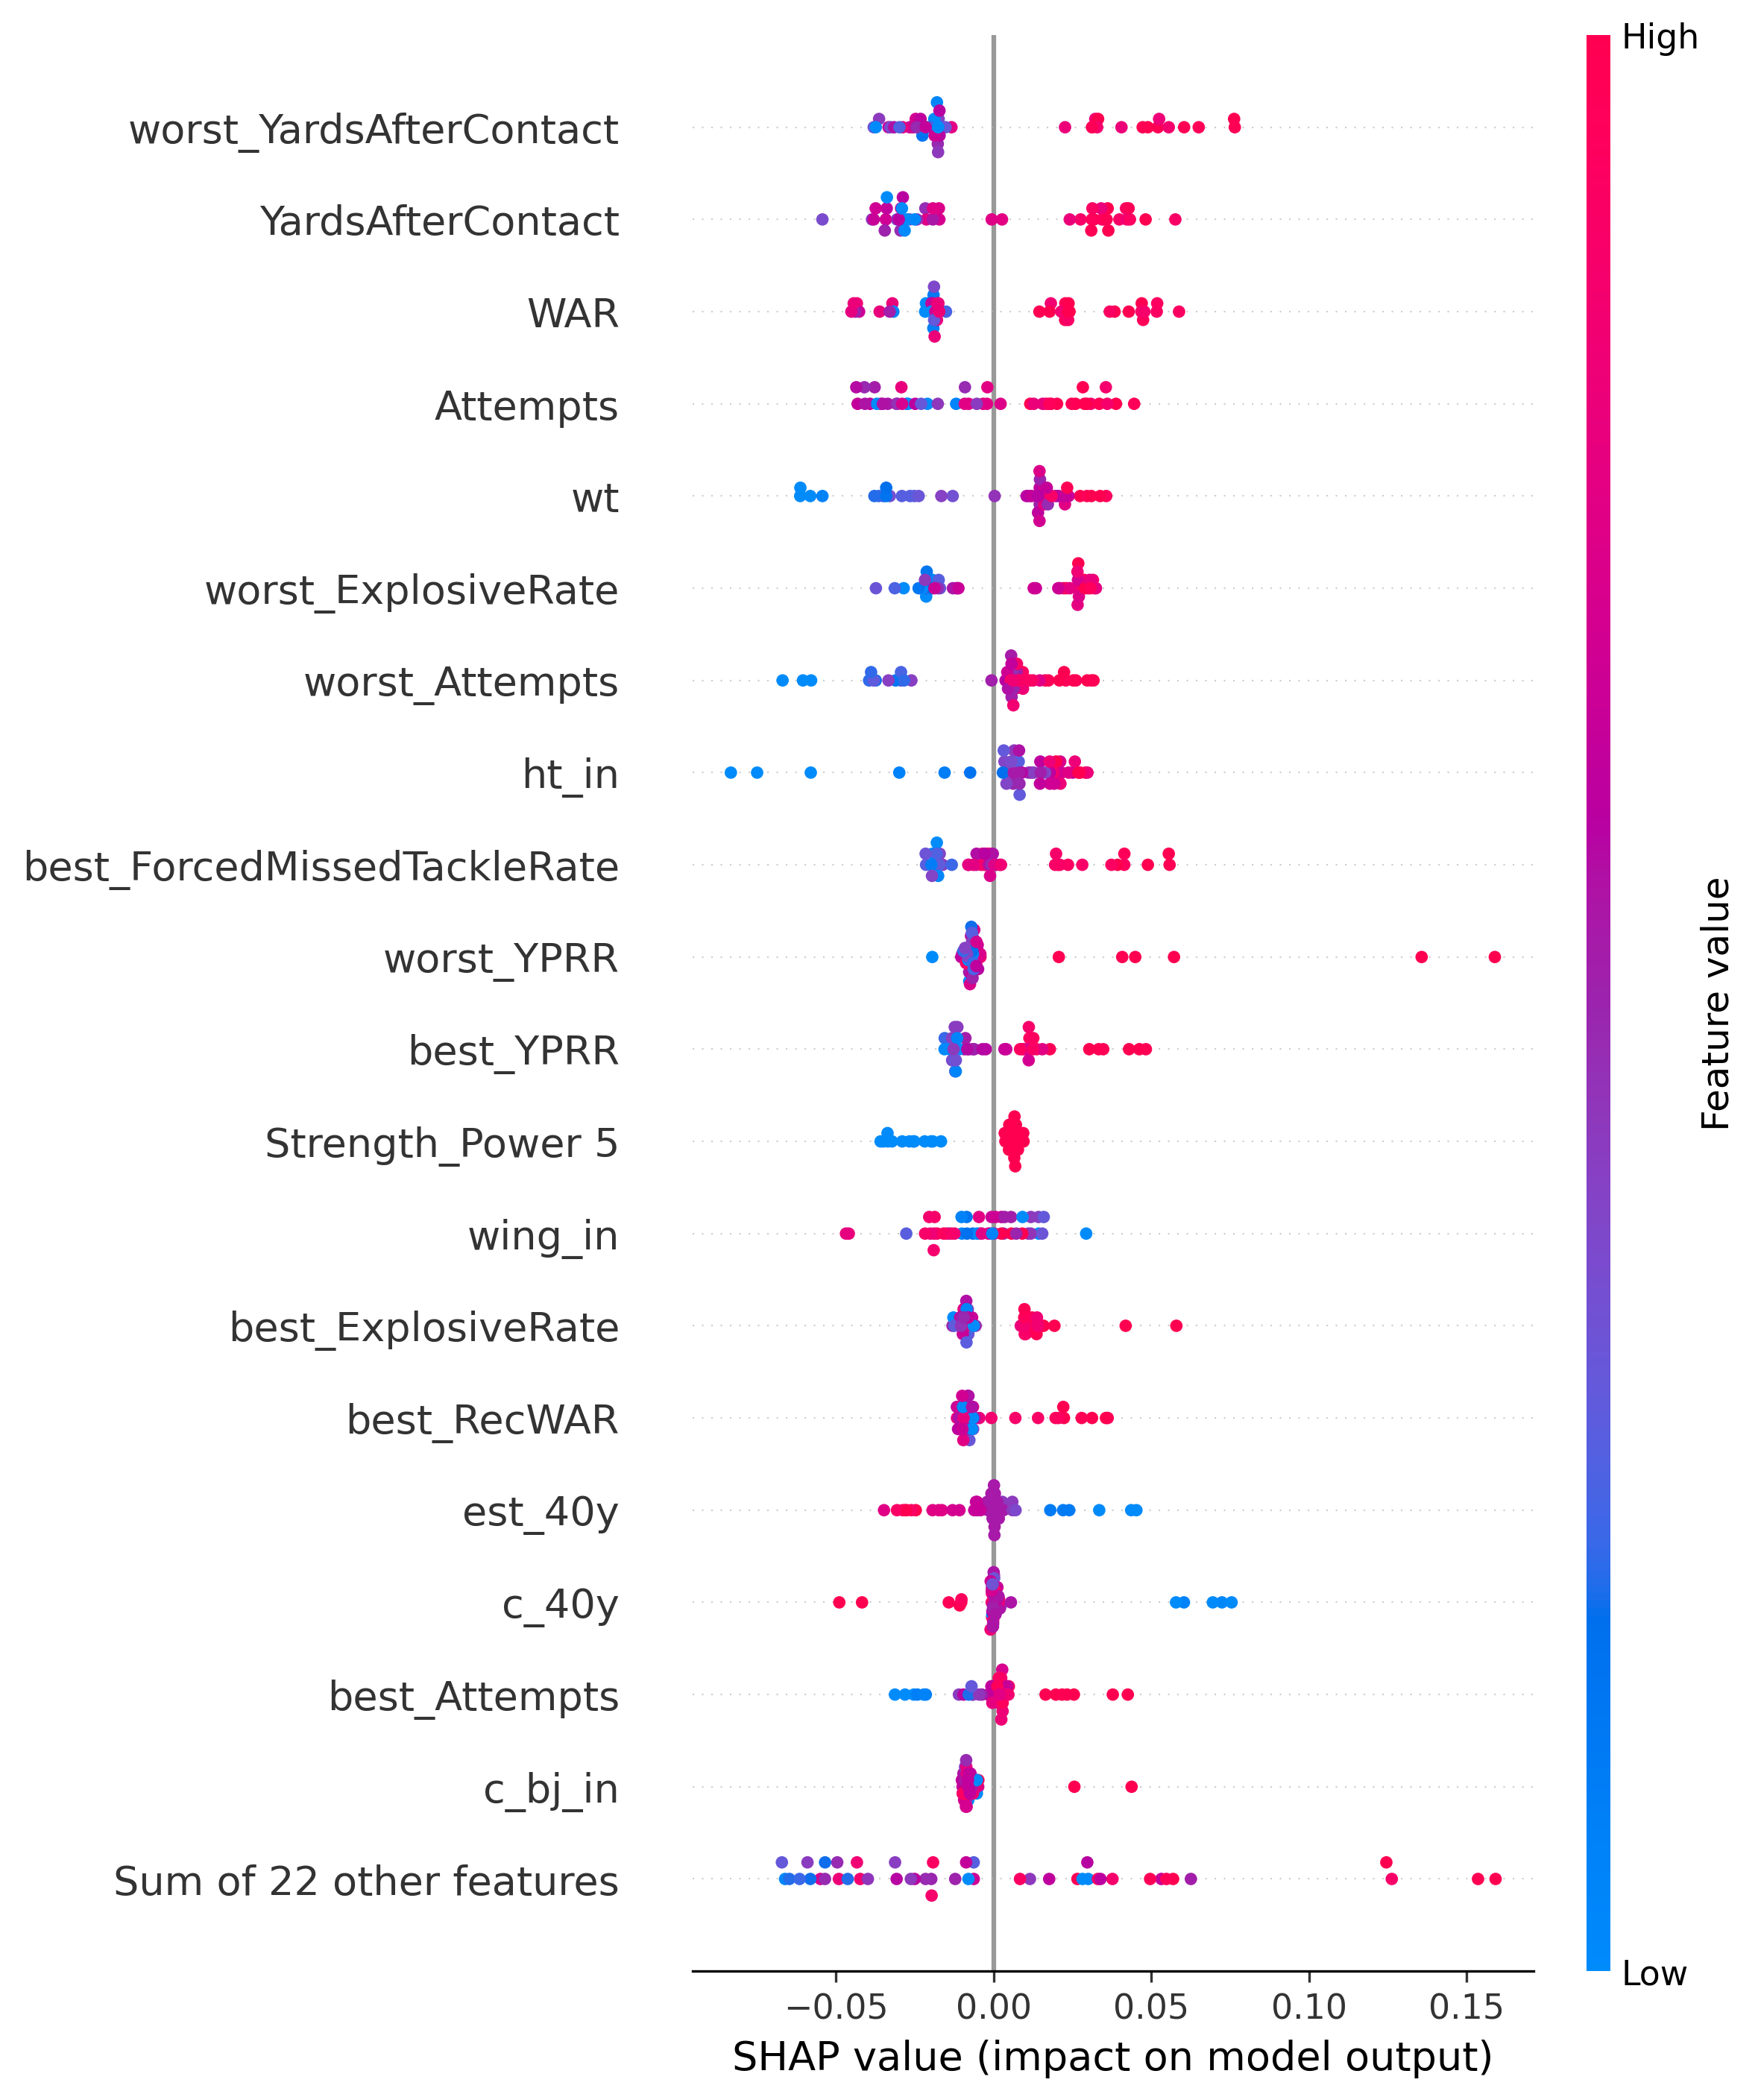 High
worst_YardsAfterContact
YardsAfterContact
WAR
Attempts
wt
worst_ExplosiveRate
worst_Attempts
ht_in
best_ForcedMissedTackleRate
worst_YPRR
best_YPRR
Strength_Power 5
wing_in
best_ExplosiveRate
best_RecWAR
est_40y
c_40y
best_Attempts
c_bj_in
Sum of 22 other features
Feature value
Low
−0.05 0.00 0.05 0.10 0.15
SHAP value (impact on model output)